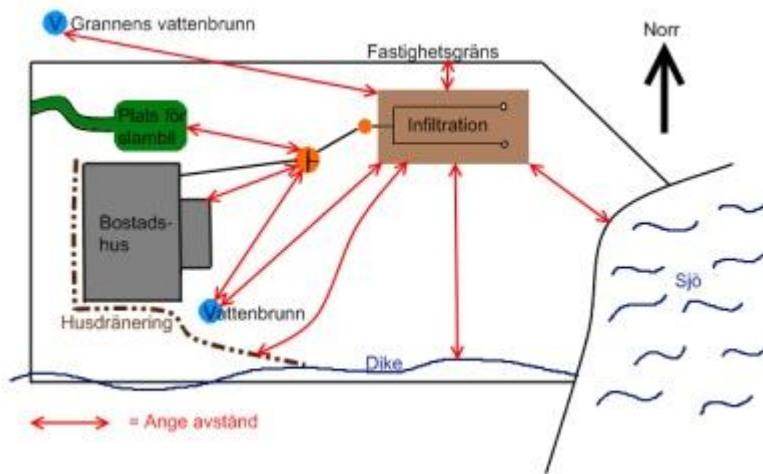 V Grannens vattenbrunn
Norr
Fastighetsgräns
Plats för
slambil
Infiltration
Bostads-
hus
Vattenbrunn
Sjö
Husdränering
Dike
= Ange avstånd